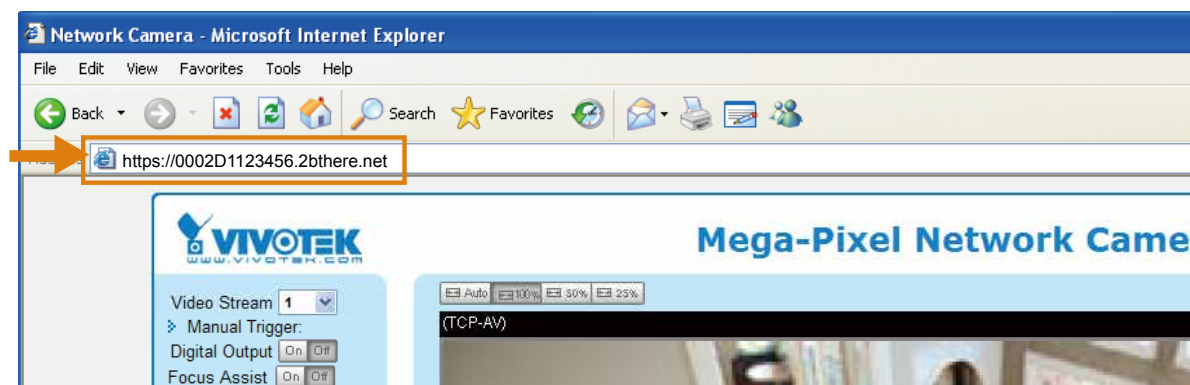 Network Camera - Microsoft Internet Explorer
File Edit View Favorites Tools Help
Back Search Favorites
https://0002D1123456.2bthere.net
VIVOTEK
www.vivotek.com
Mega-Pixel Network Came
Auto 100% 50% 25%
Video Stream 1
(TCP-AV)
Manual Trigger:
Digital Output On Off
Focus Assist On Off